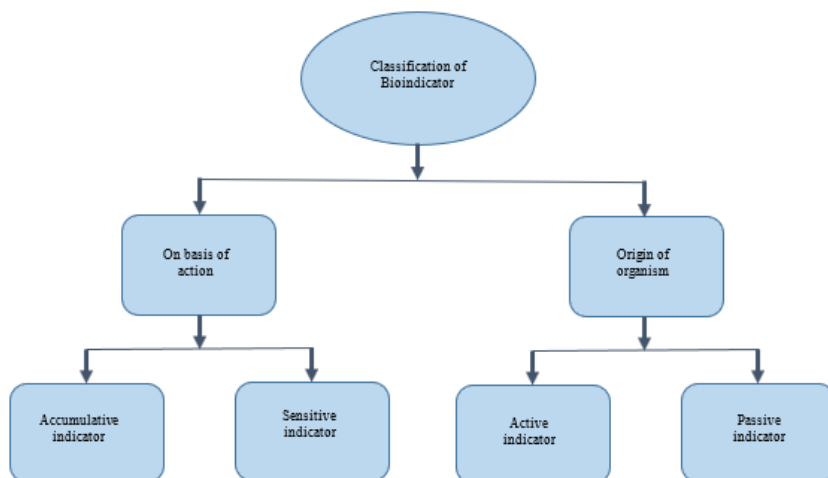 Classification of
Bioindicator
On basis of
action
Origin of
organism
Accumulative
indicator
Sensitive
indicator
Active
indicator
Passive
indicator